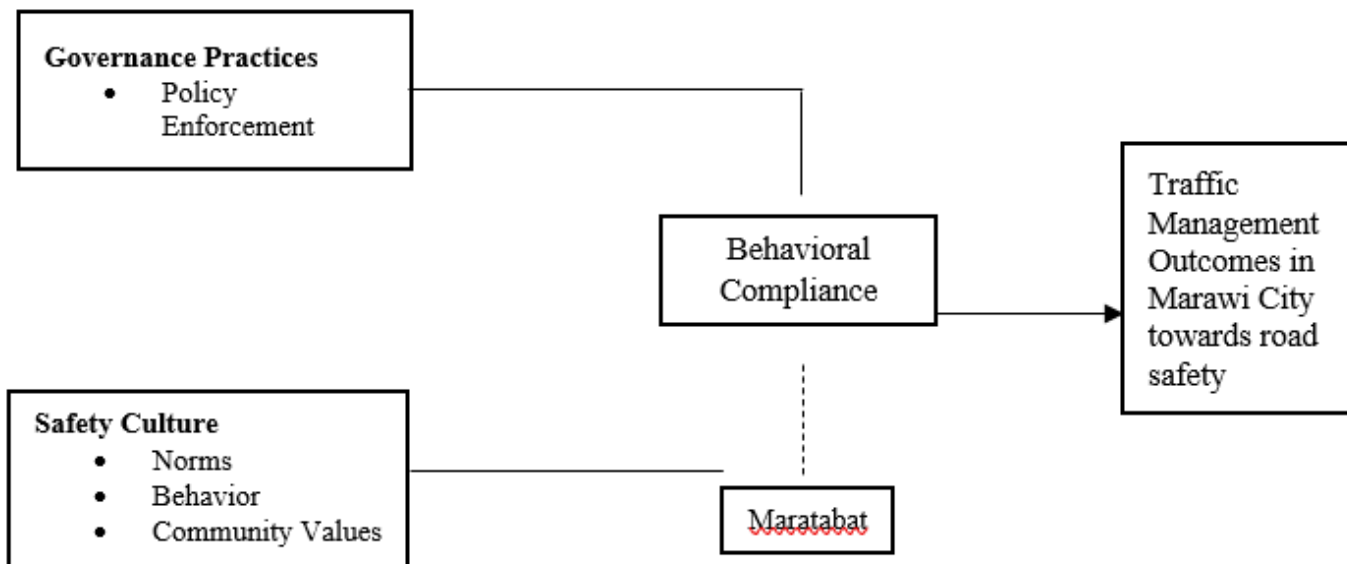 Governance Practices
• Policy
Enforcement
Behavioral
Compliance
Traffic
Management
Outcomes in
Marawi City
towards road
safety
Safety Culture
• Norms
• Behavior
• Community Values
Maratabat